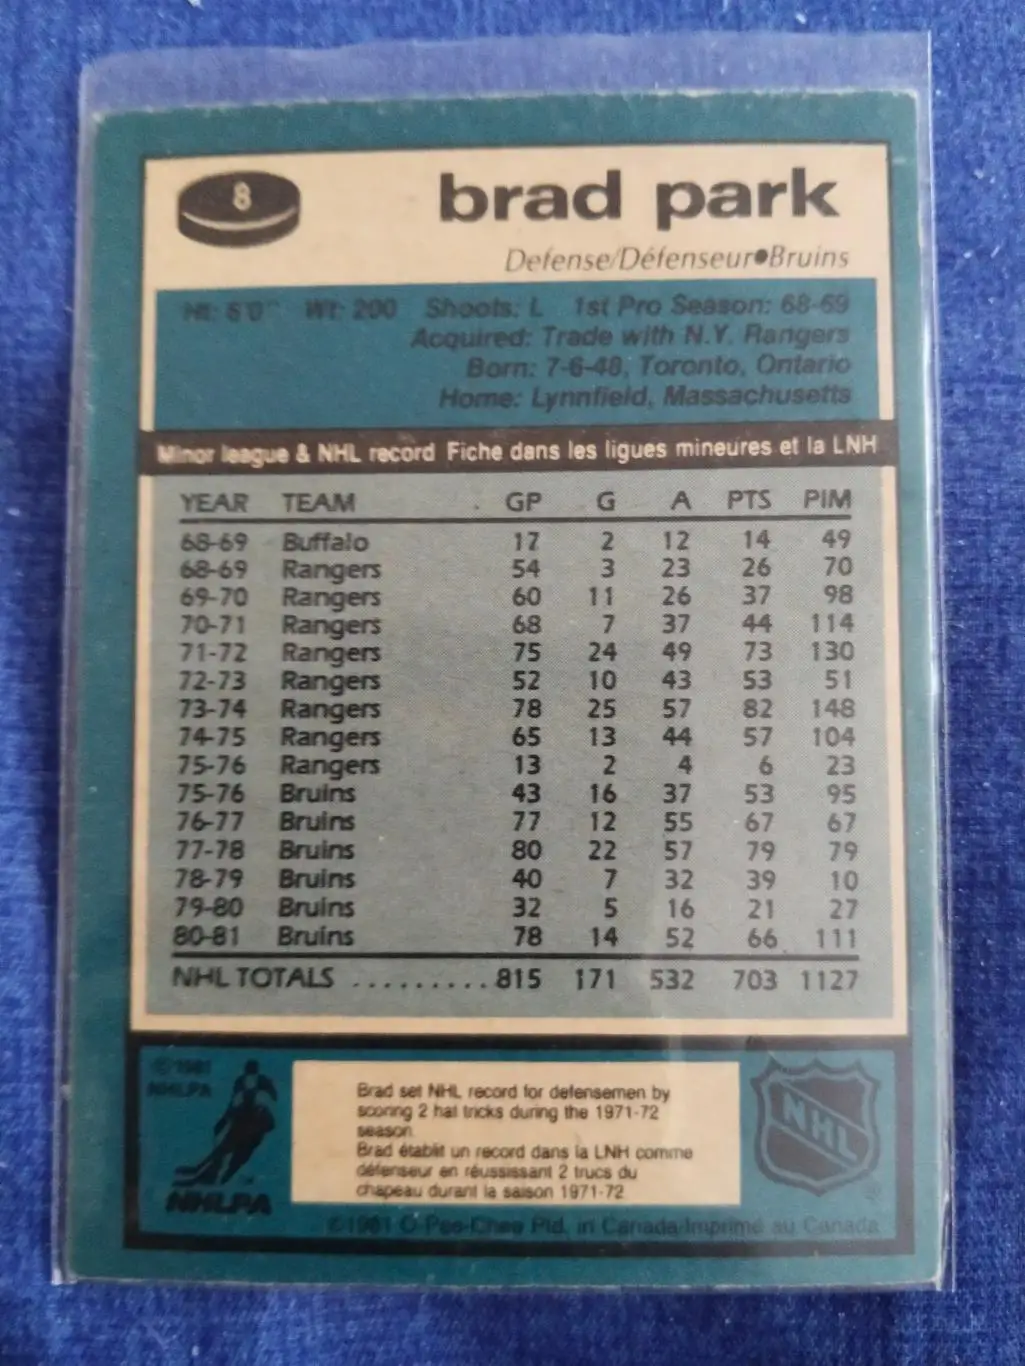 8
brad park
Defense/Défenseur●Bruins
Ht: 6'0" Wt: 200 Shoots: L 1st Pro Season: 68-69
Acquired: Trade with N.Y. Rangers
Born: 7-6-48, Toronto, Ontario
Home: Lynnfield, Massachusetts
Minor league & NHL record Fiche dans les ligues mineures et la LNH
YEAR TEAM GP G A PTS PIM
68-69 Buffalo 17 2 12 14 49
68-69 Rangers 54 3 23 26 70
69-70 Rangers 60 11 26 37 98
70-71 Rangers 68 7 37 44 114
71-72 Rangers 75 24 49 73 130
72-73 Rangers 52 10 43 53 51
73-74 Rangers 78 25 57 82 148
74-75 Rangers 65 13 44 57 104
75-76 Rangers 13 2 4 6 23
75-76 Bruins 43 16 37 53 95
76-77 Bruins 77 12 55 67 67
77-78 Bruins 80 22 57 79 79
78-79 Bruins 40 7 32 39 10
79-80 Bruins 32 5 16 21 27
80-81 Bruins 78 14 52 66 111
NHL TOTALS ..........815 171 532 703 1127
©1981
NHLPA
NHLPA
Brad set NHL record for defensemen by
scoring 2 hat tricks during the 1971-72
season.
Brad établit un record dans la LNH comme
défenseur en réussissant 2 trucs du
chapeau durant la saison 1971-72.
NHL
©1981 O-Pee-Chee Ptd. in Canada-Imprimé au Canada